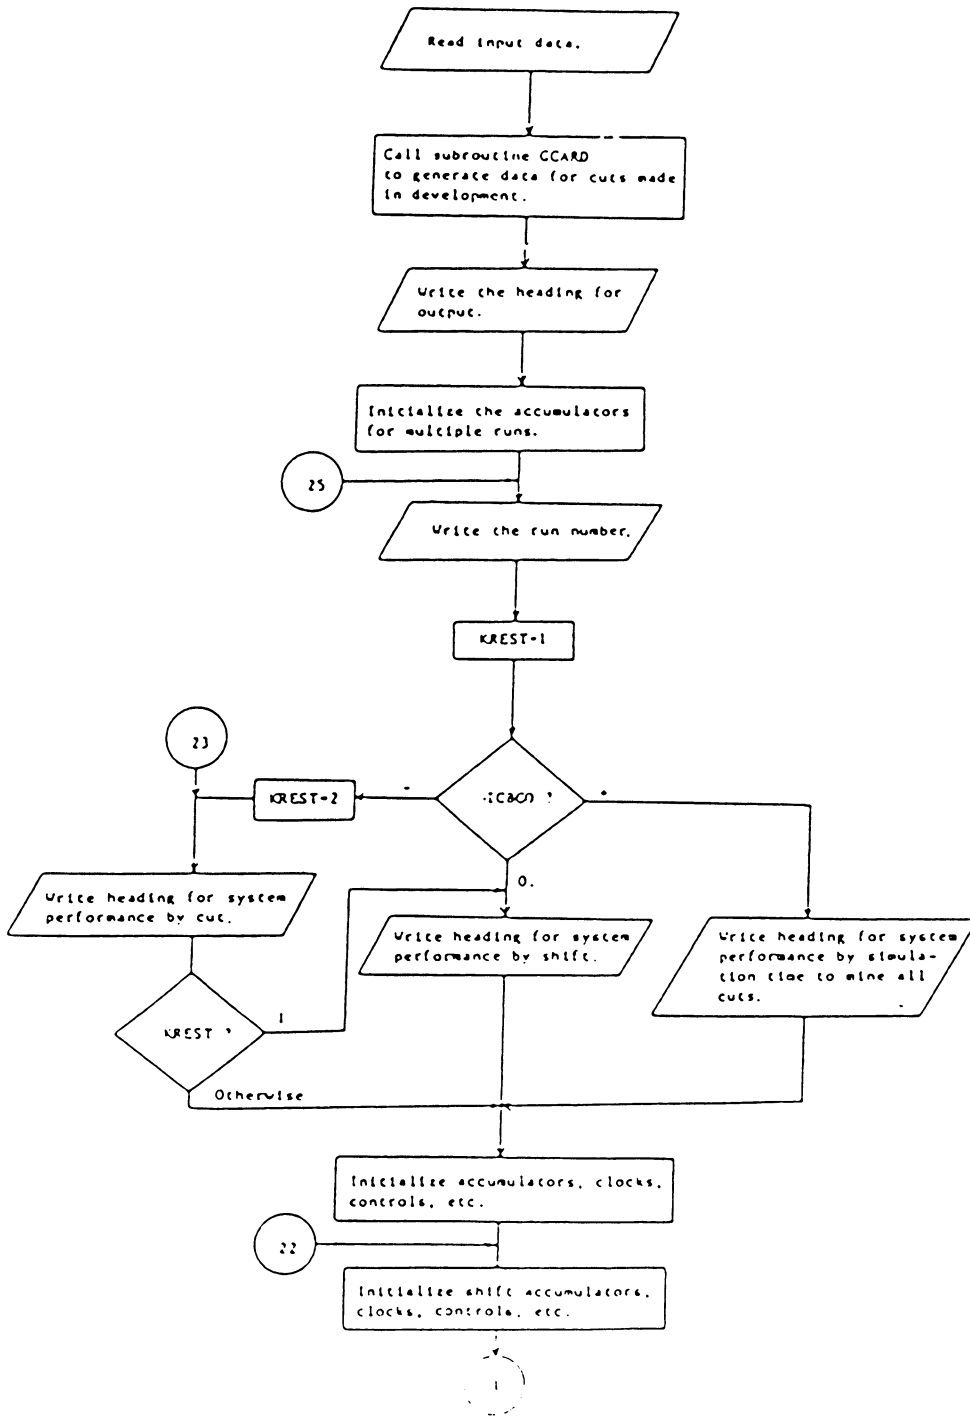 Read input data.
Call subroutine CCARD
to generate data for cuts made
in development.
Write the heading for
output.
Initialize the accumulators
for multiple runs.
25
Write the run number.
KREST=1
23
KREST=2
-
?
+
0.
Write heading for system
performance by cut.
Write heading for system
performance by shift.
Write heading for system
performance by simula-
tion time to mine all
cuts.
KREST ?
1
Otherwise
Initialize accumulators, clocks,
controls, etc.
22
Initialize shift accumulators,
clocks, controls, etc.
1